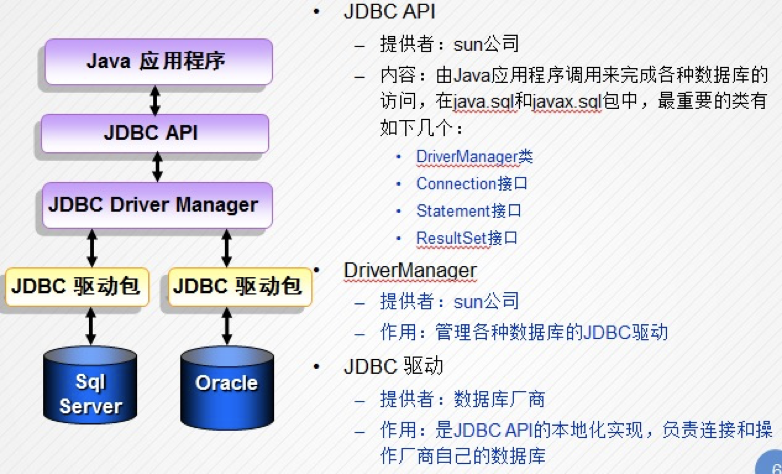 Java 应用程序
JDBC API
JDBC Driver Manager
JDBC 驱动包
JDBC 驱动包
Sql
Server
Oracle
• JDBC API
– 提供者：sun公司
– 内容：由Java应用程序调用来完成各种数据库的
访问，在java.sql和javax.sql包中，最重要的类有
如下几个：
• DriverManager类
• Connection接口
• Statement接口
• ResultSet接口
• DriverManager
– 提供者：sun公司
– 作用：管理各种数据库的JDBC驱动
• JDBC 驱动
– 提供者：数据库厂商
– 作用：是JDBC API的本地化实现，负责连接和操
作厂商自己的数据库
6